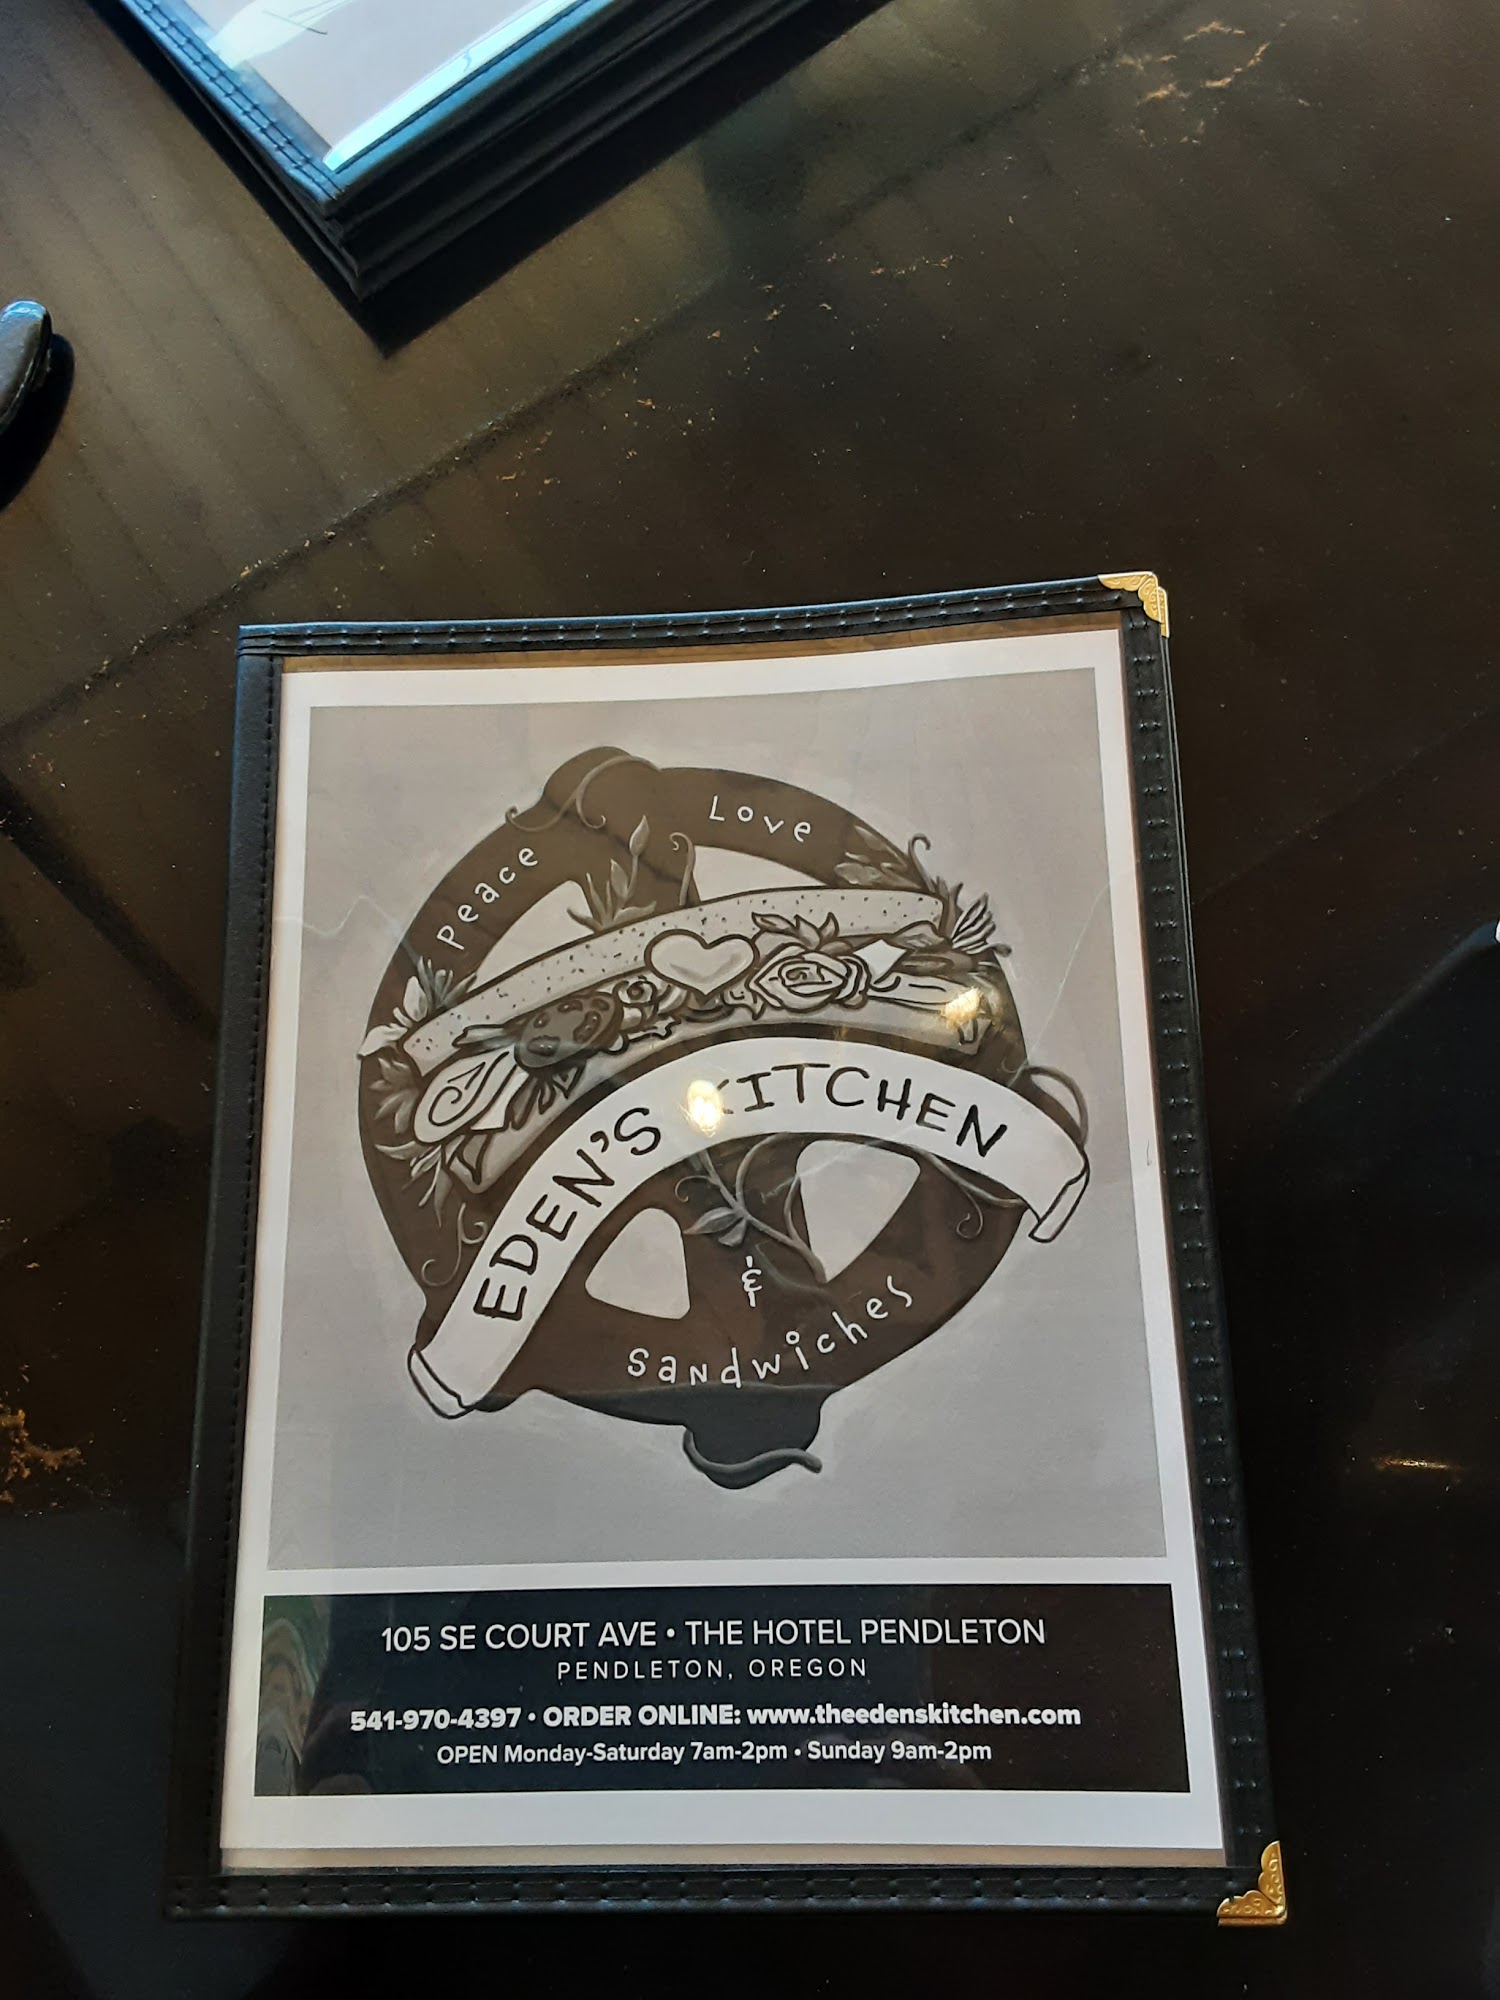 Peace
Love
EDEN'S KITCHEN
&
sandwiches
105 SE COURT AVE • THE HOTEL PENDLETON
PENDLETON, OREGON
541-970-4397 • ORDER ONLINE: www.theedenskitchen.com
OPEN Monday-Saturday 7am-2pm • Sunday 9am-2pm